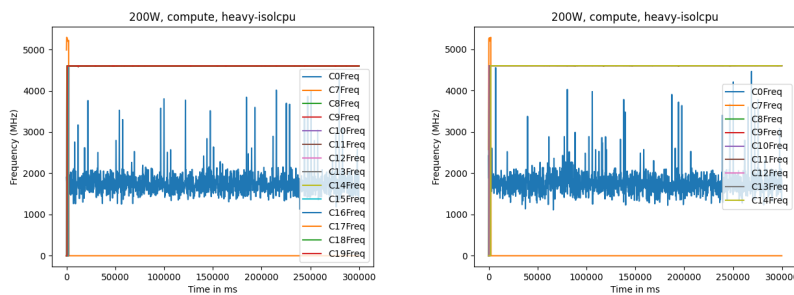 200W, compute, heavy-isolcpu
Frequency (MHz)
5000
4000
3000
2000
1000
0
C0Freq
C7Freq
C8Freq
C9Freq
C10Freq
C11Freq
C12Freq
C13Freq
C14Freq
C15Freq
C16Freq
C17Freq
C18Freq
C19Freq
0 50000 100000 150000 200000 250000 300000
Time in ms
200W, compute, heavy-isolcpu
Frequency (MHz)
5000
4000
3000
2000
1000
0
C0Freq
C7Freq
C8Freq
C9Freq
C10Freq
C11Freq
C12Freq
C13Freq
C14Freq
0 50000 100000 150000 200000 250000 300000
Time in ms